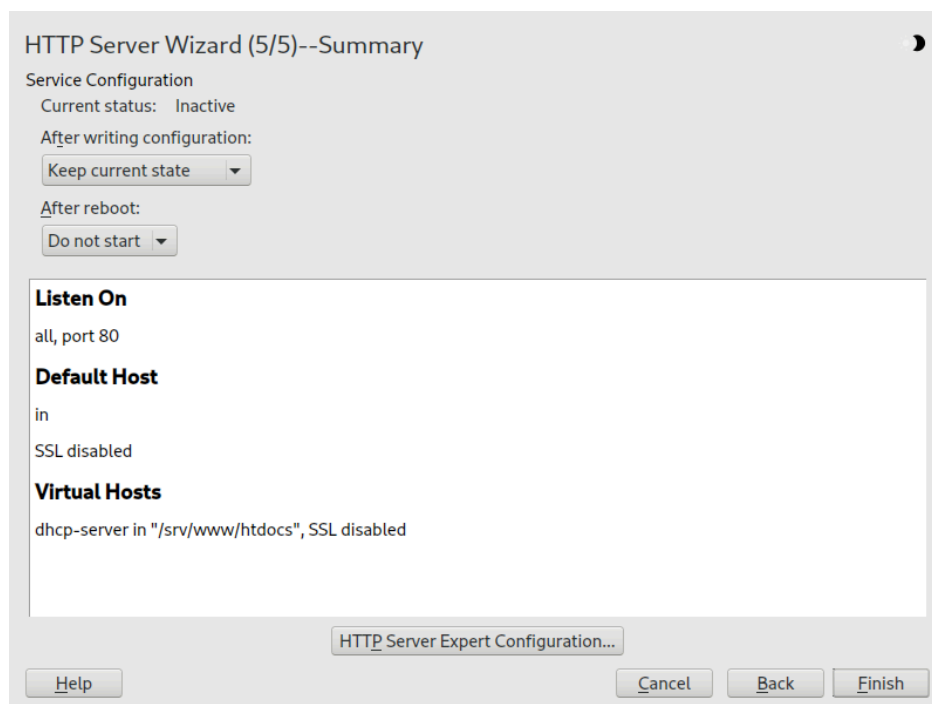 HTTP Server Wizard (5/5)--Summary
Service Configuration
Current status: Inactive
After writing configuration:
Keep current state
After reboot:
Do not start
Listen On
all, port 80
Default Host
in
SSL disabled
Virtual Hosts
dhcp-server in "/srv/www/htdocs", SSL disabled
HTTP Server Expert Configuration...
Help Cancel Back Finish